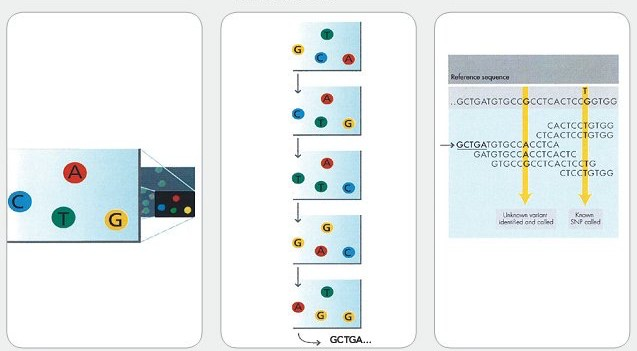 A
C
T
G
T
G
C
A
A
C
T
G
A
T
T
C
G
G
A
C
T
A
G
G
GCTGA...
Reference sequence
T
..GCTGATGTGCCGCCTCACTCCGGTGG
CACTCCTGTGG
CTCACTCCTGTGG
GCTGATGTGCCACCTCA
GATGTGCCACCTCACTC
GTGCCGCCTCACTCCTG
CTCCTGTGG
Unknown variant
identified and called
Known
SNP called